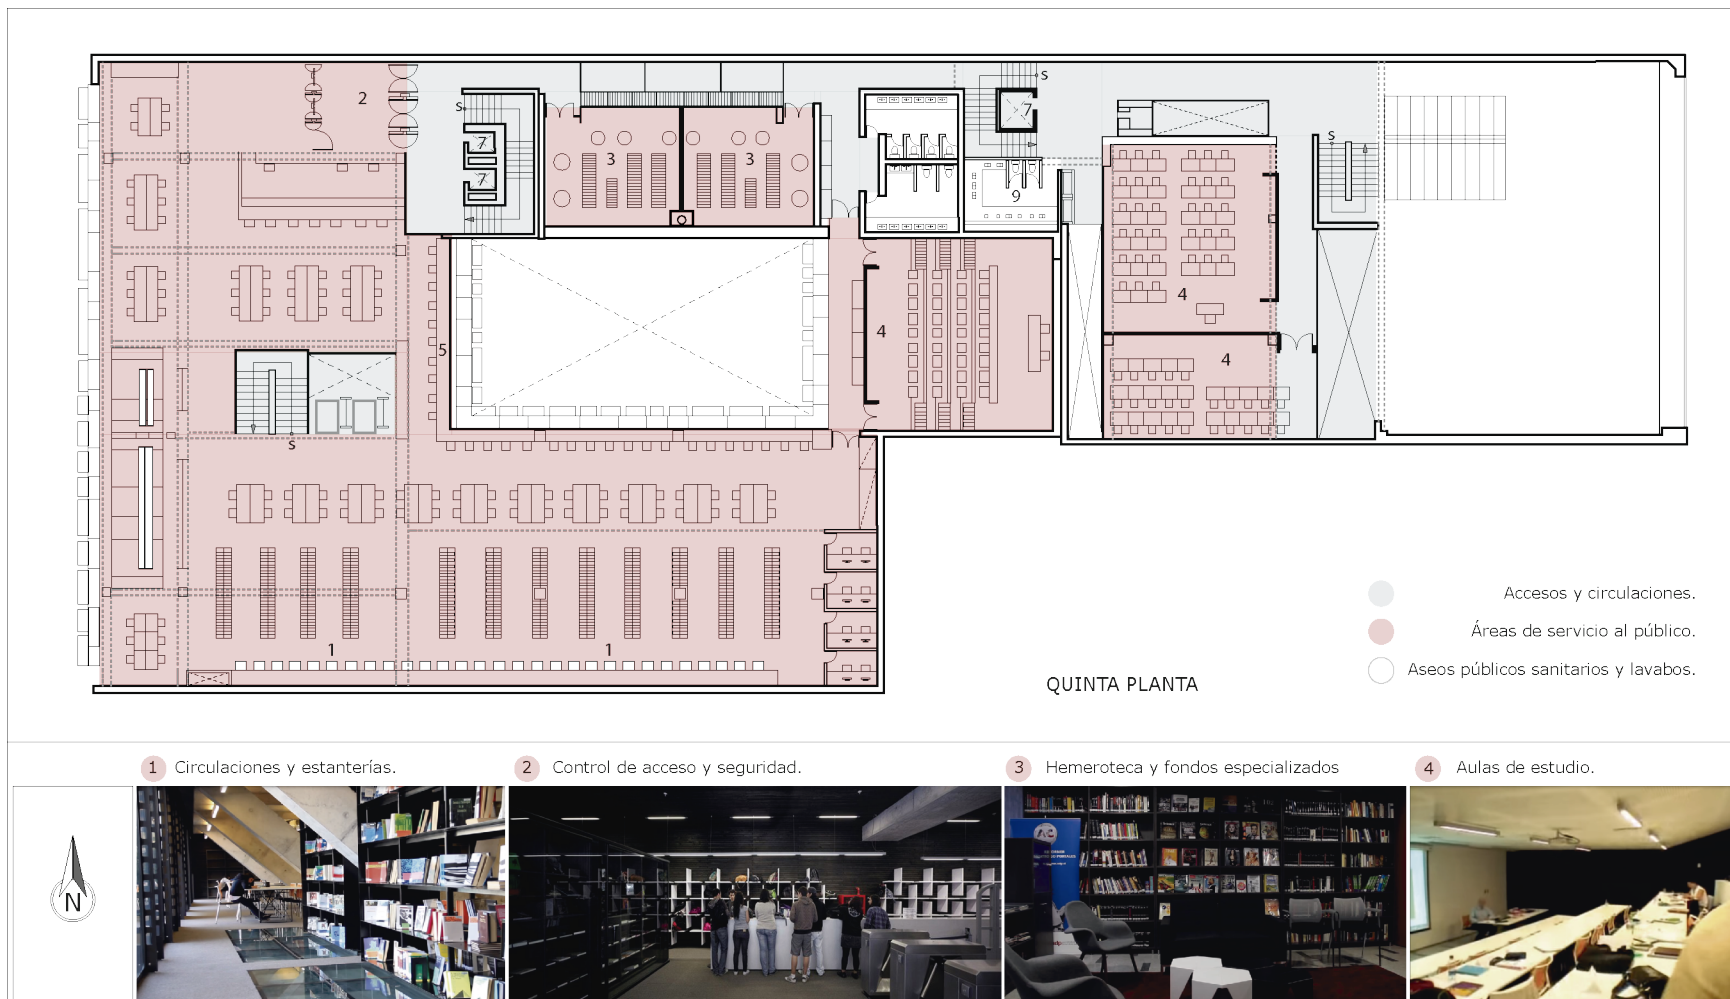 2
S
7
7
3
3
S
7
9
S
4
4
4
5
S
1
1
Accesos y circulaciones.
Áreas de servicio al público.
Aseos públicos sanitarios y lavabos.
QUINTA PLANTA
1 Circulaciones y estanterías.
2 Control de acceso y seguridad.
3 Hemeroteca y fondos especializados
4 Aulas de estudio.
N